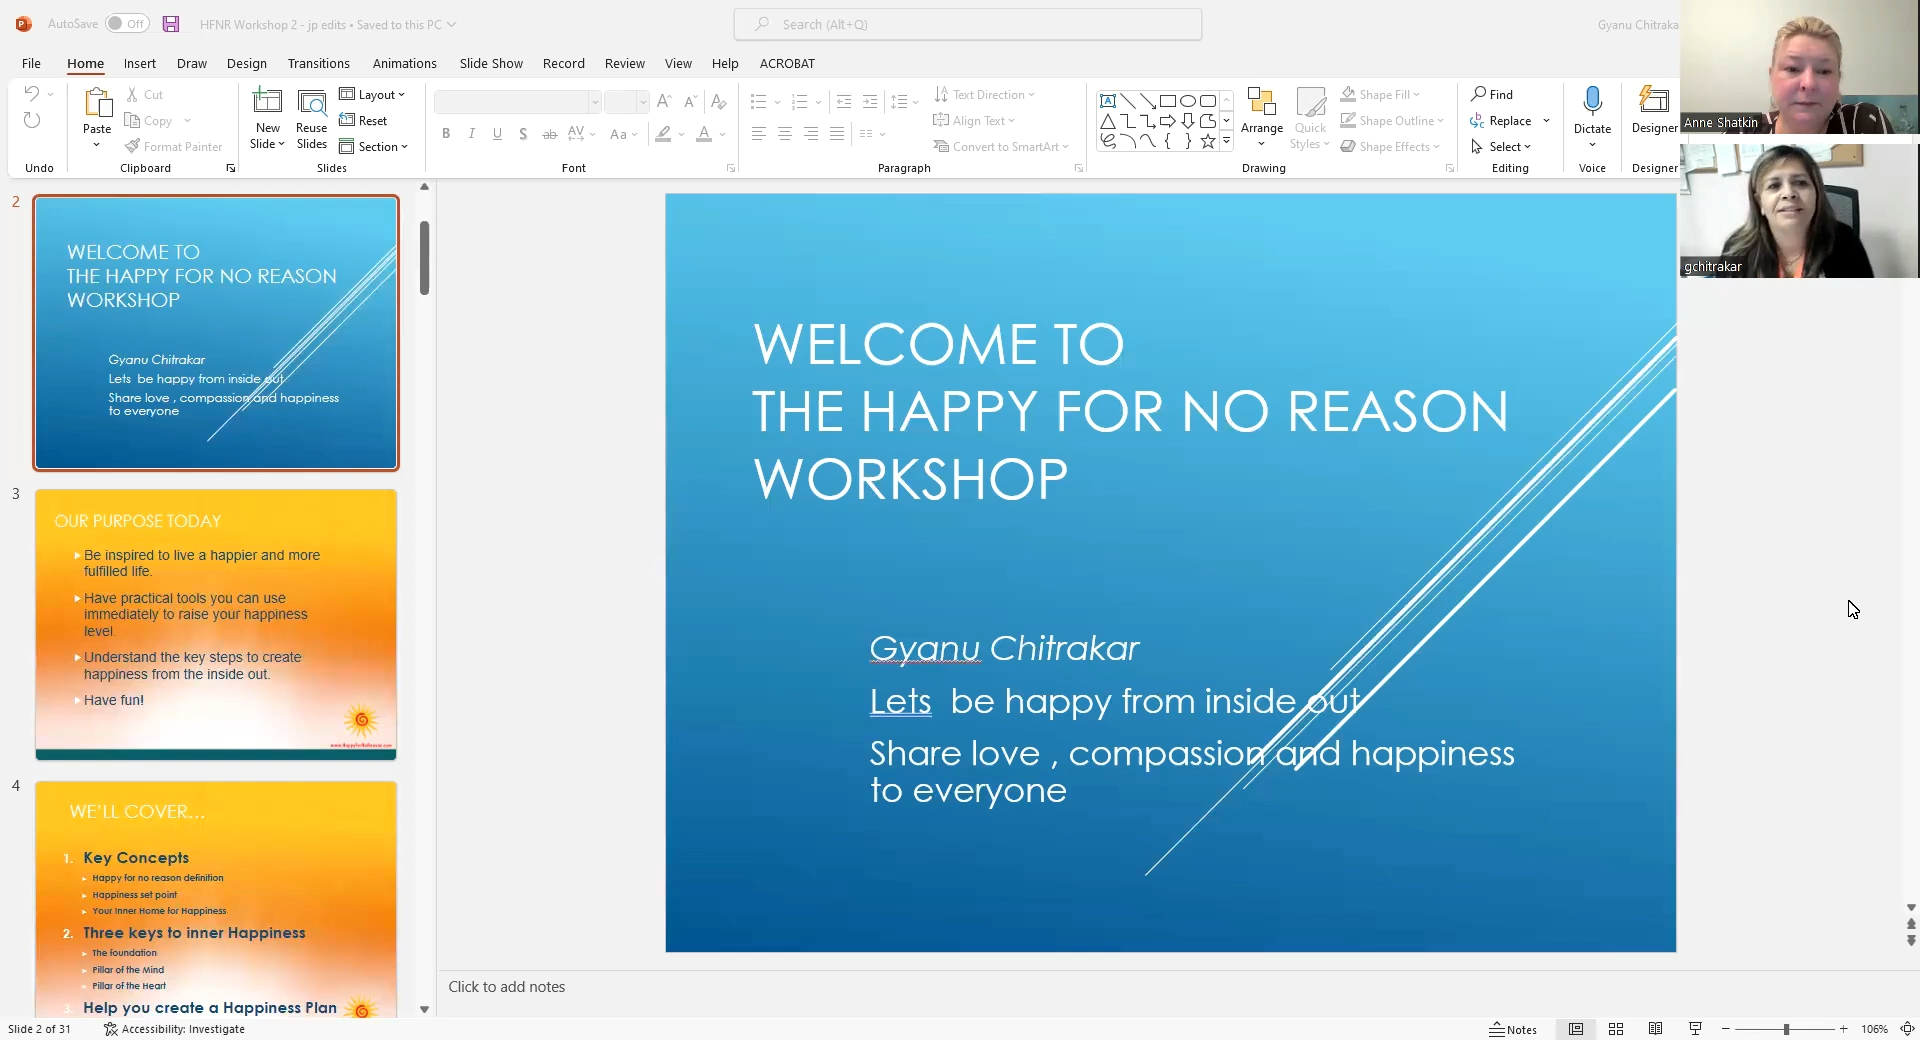 AutoSave Off HFNR Workshop 2 - jp edits • Saved to this PC Search (Alt+Q) Gyanu Chitraka
File Home Insert Draw Design Transitions Animations Slide Show Record Review View Help ACROBAT
Undo
Paste
Cut
Copy
Format Painter
Clipboard
New Slide
Reuse Slides
Layout
Reset
Section
Slides
B I U S ab AV Aa A
Font
Text Direction
Align Text
Convert to SmartArt
Paragraph
Arrange
Quick Styles
Shape Fill
Shape Outline
Shape Effects
Drawing
Find
Replace
Select
Editing
Dictate
Voice
Designer
Designer
Anne Shatkin
gchitrakar
2
WELCOME TO
THE HAPPY FOR NO REASON
WORKSHOP
Gyanu Chitrakar
Lets be happy from inside out
Share love , compassion and happiness
to everyone
3
OUR PURPOSE TODAY
Be inspired to live a happier and more
fulfilled life.
Have practical tools you can use
immediately to raise your happiness
level.
Understand the key steps to create
happiness from the inside out.
Have fun!
www.HappyForNoReason.com
4
WE'LL COVER...
1. Key Concepts
Happy for no reason definition
Happiness set point
Your Inner Home for Happiness
2. Three keys to inner Happiness
The foundation
Pillar of the Mind
Pillar of the Heart
3. Help you create a Happiness Plan
WELCOME TO
THE HAPPY FOR NO REASON
WORKSHOP
Gyanu Chitrakar
Lets be happy from inside out
Share love , compassion and happiness
to everyone
Click to add notes
Slide 2 of 31 Accessibility: Investigate Notes 106%